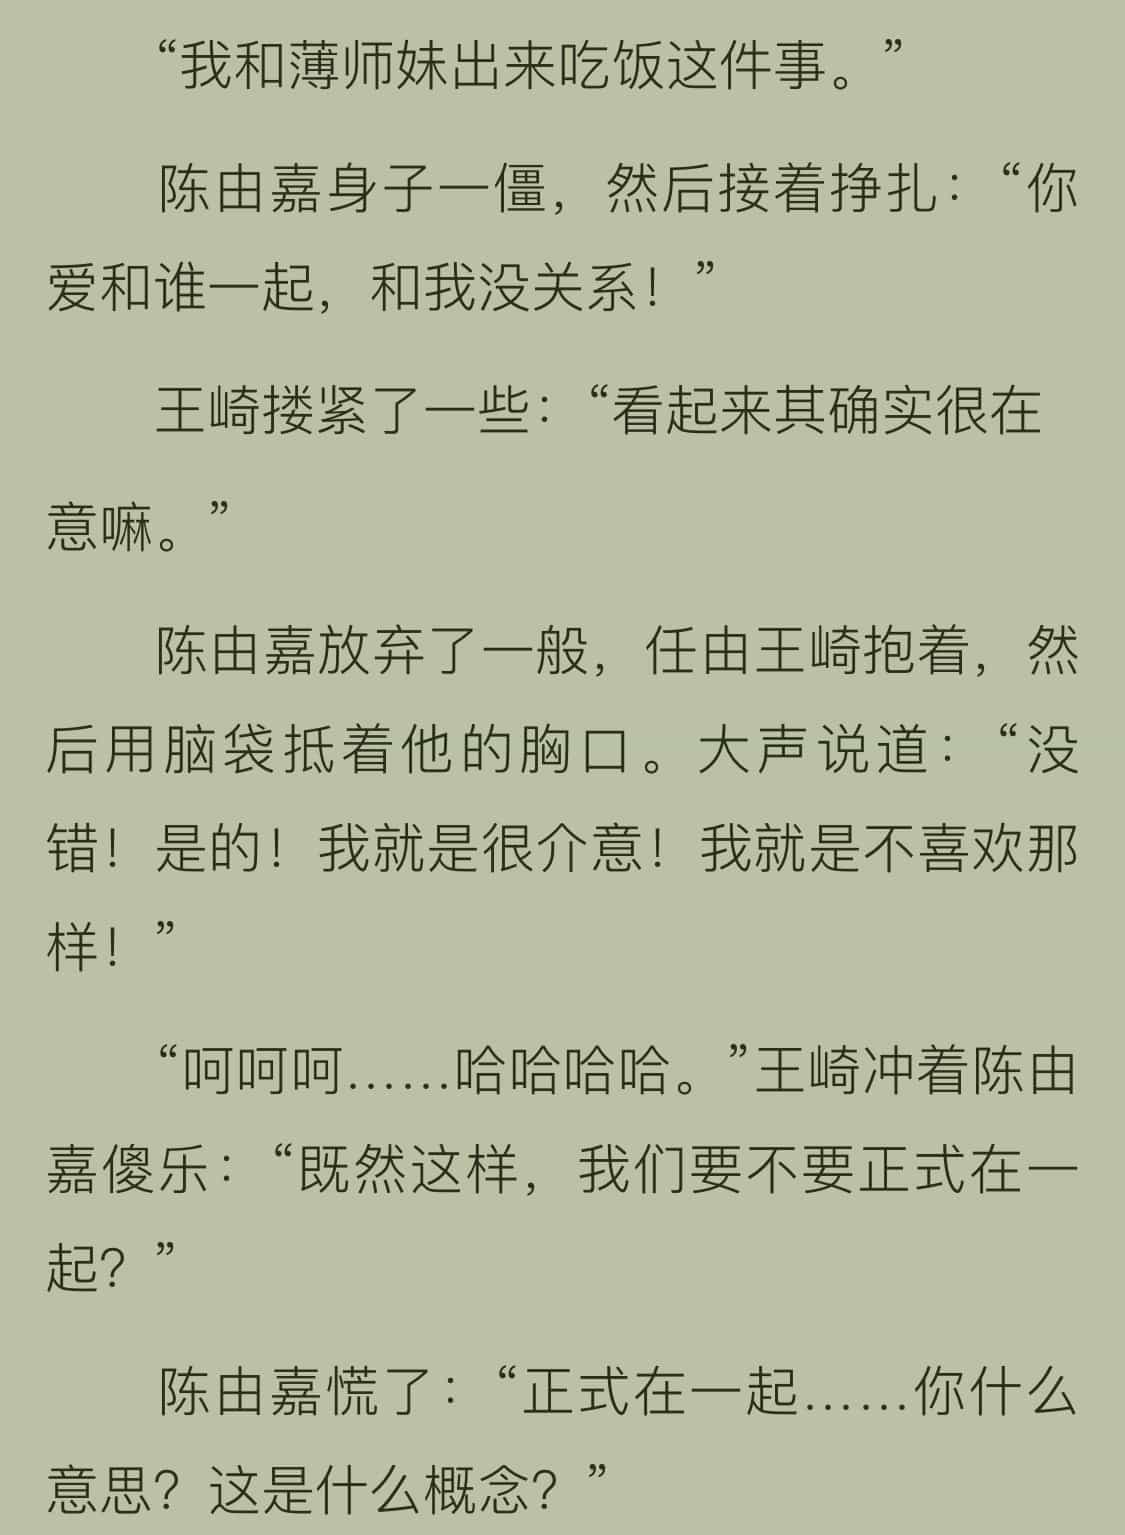 “我和薄师妹出来吃饭这件事。”
陈由嘉身子一僵，然后接着挣扎：“你
爱和谁一起，和我没关系！”
王崎搂紧了一些：“看起来其确实很在
意嘛。”
陈由嘉放弃了一般，任由王崎抱着，然
后用脑袋抵着他的胸口。大声说道：“没
错！是的！我就是很介意！我就是不喜欢那
样！”
“呵呵呵……哈哈哈哈。”王崎冲着陈由
嘉傻乐：“既然这样，我们要不要正式在一
起？”
陈由嘉慌了：“正式在一起……你什么
意思？这是什么概念？”